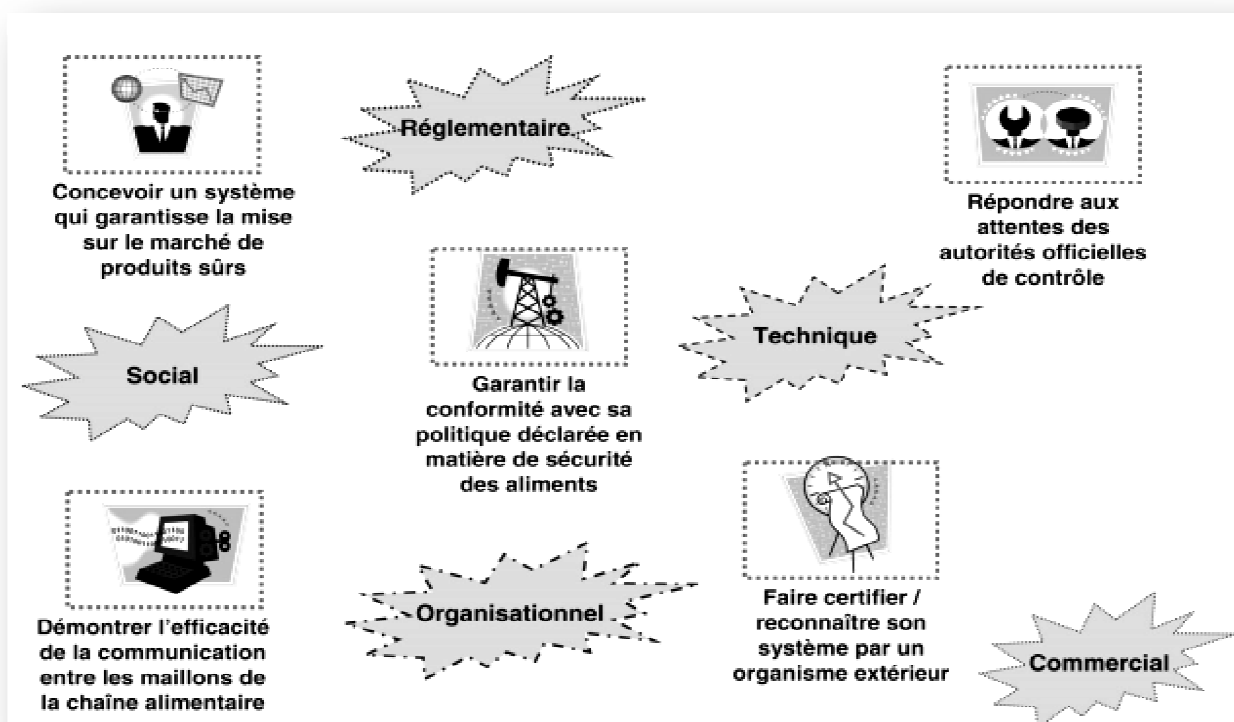 Réglementaire
Concevoir un système
qui garantisse la mise
sur le marché de
produits sûrs
Répondre aux
attentes des
autorités officielles
de contrôle
Social
Technique
Garantir la
conformité avec sa
politique déclarée en
matière de sécurité
des aliments
Démontrer l'efficacité
de la communication
entre les maillons de
la chaîne alimentaire
Organisationnel
Faire certifier /
reconnaître son
système par un
organisme extérieur
Commercial